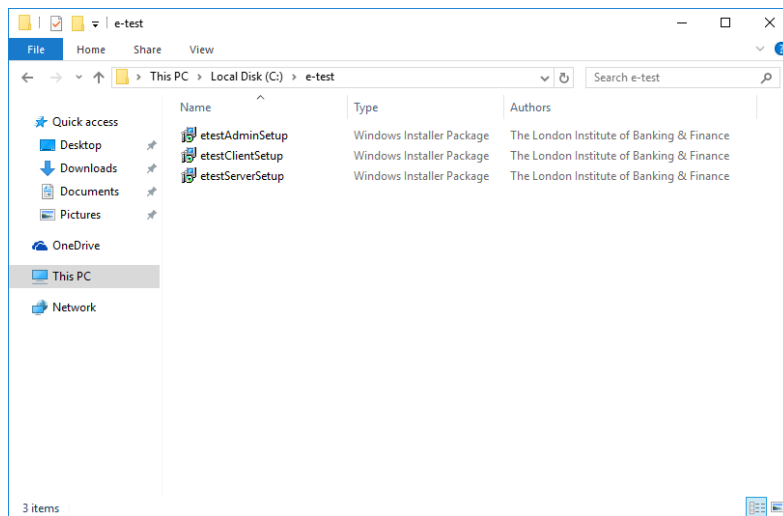 e-test
File Home Share View
This PC Local Disk (C:) e-test
Search e-test
Name Type Authors
Quick access
Desktop
Downloads
Documents
Pictures
OneDrive
This PC
Network
etestAdminSetup Windows Installer Package The London Institute of Banking & Finance
etestClientSetup Windows Installer Package The London Institute of Banking & Finance
etestServerSetup Windows Installer Package The London Institute of Banking & Finance
3 items